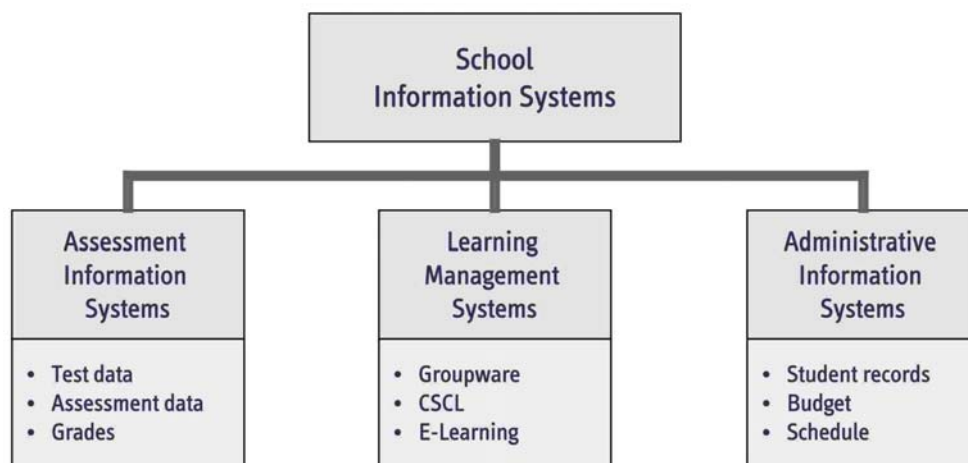 School
Information Systems
Assessment
Information
Systems
• Test data
• Assessment data
• Grades
Learning
Management
Systems
• Groupware
• CSCL
• E-Learning
Administrative
Information
Systems
• Student records
• Budget
• Schedule